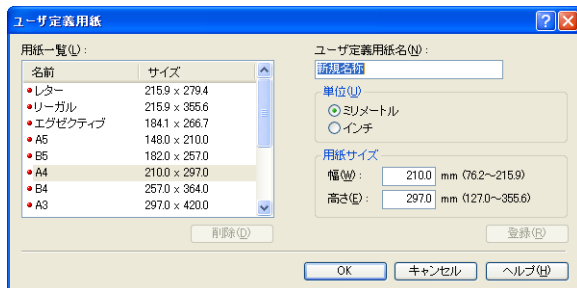 ユーザ定義用紙
用紙一覧(L):
名前 サイズ
レター 215.9 x 279.4
リーガル 215.9 x 355.6
エグゼクティブ 184.1 x 266.7
A5 148.0 x 210.0
B5 182.0 x 257.0
A4 210.0 x 297.0
B4 257.0 x 364.0
A3 297.0 x 420.0
削除(D)
ユーザ定義用紙名(N):
新規名称
単位(U)
ミリメートル
インチ
用紙サイズ
幅(W): 210.0 mm (76.2～215.9)
高さ(E): 297.0 mm (127.0～355.6)
登録(R)
OK キャンセル ヘルプ(H)